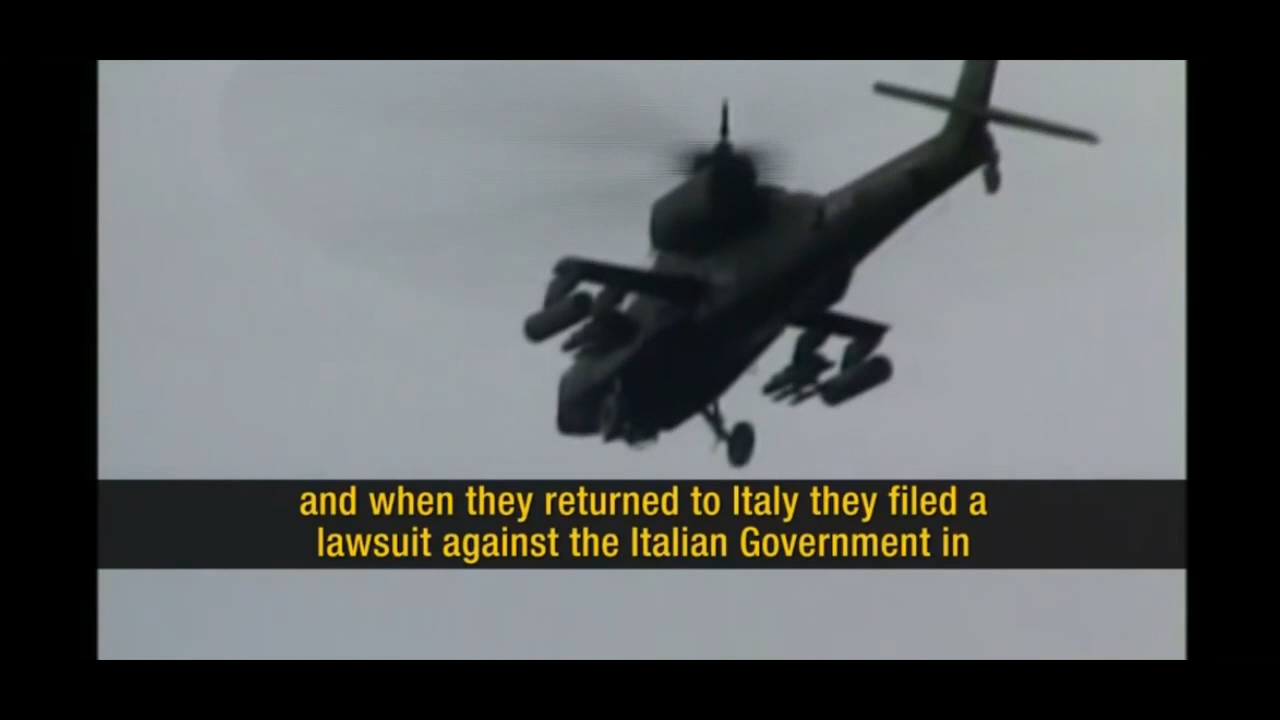 and when they returned to Italy they filed a
lawsuit against the Italian Government in